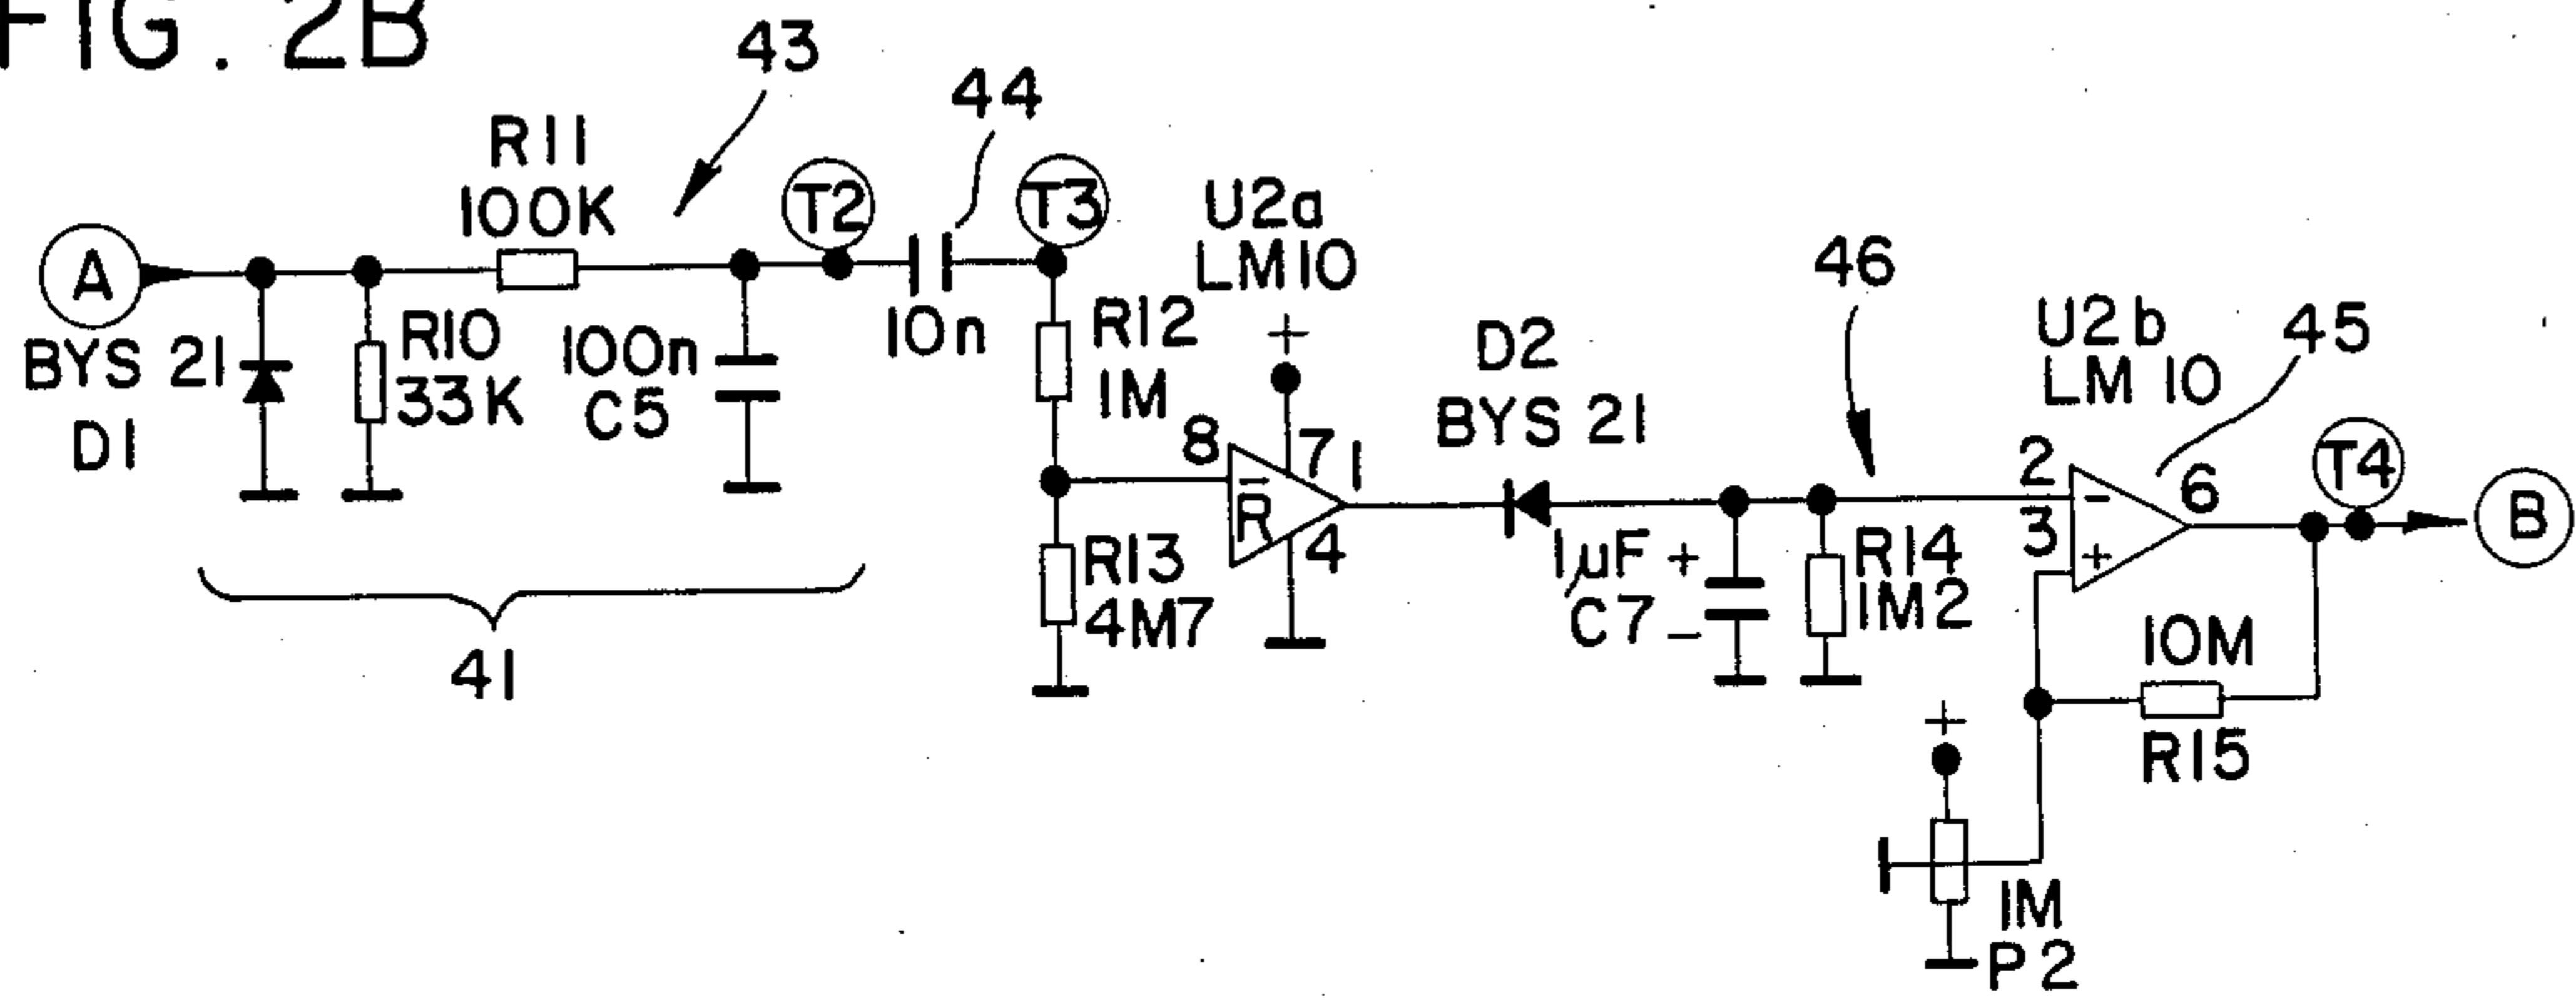 FIG. 2B
43
44
R11
100K
T2
T3
U2a
LM10
A
BYS 21
D1
R10
33K
100n
C5
10n
R12
1M
+
D2
BYS 21
46
U2b
LM 10
45
8
7
1
-
R
4
R13
4M7
1µF
C7
+
-
R14
1M2
2
3
-
+
6
T4
B
41
10M
R15
+
1M
P2